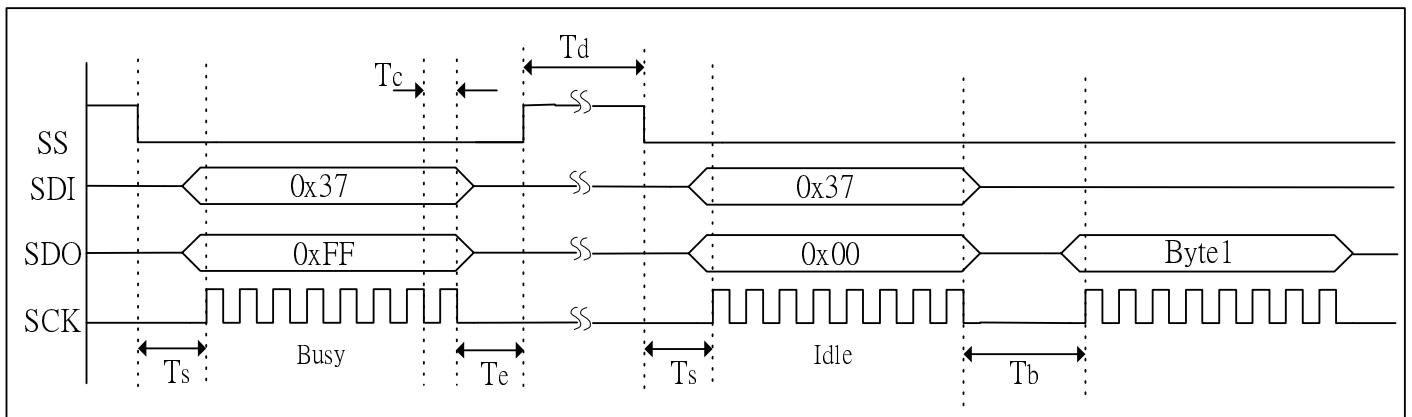 Td
Tc
SS
SDI 0x37 0x37
SDO 0xFF 0x00 Byte1
SCK
Busy Idle
Ts Te Ts Tb